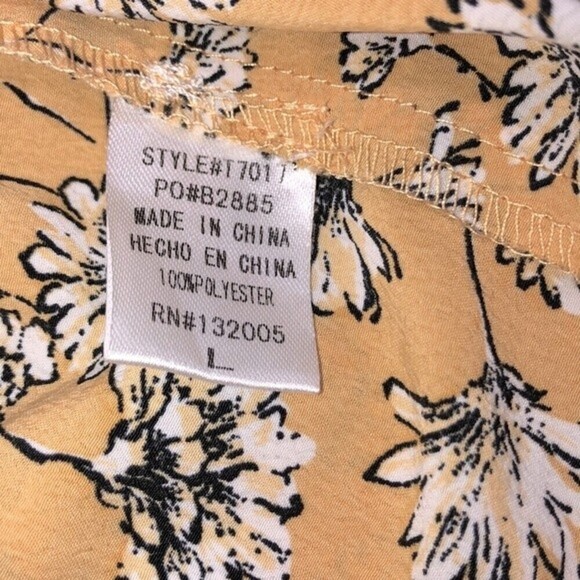 STYLE#T7017
PO#B2885
MADE IN CHINA
HECHO EN CHINA
100%POLYESTER
RN#132005
L